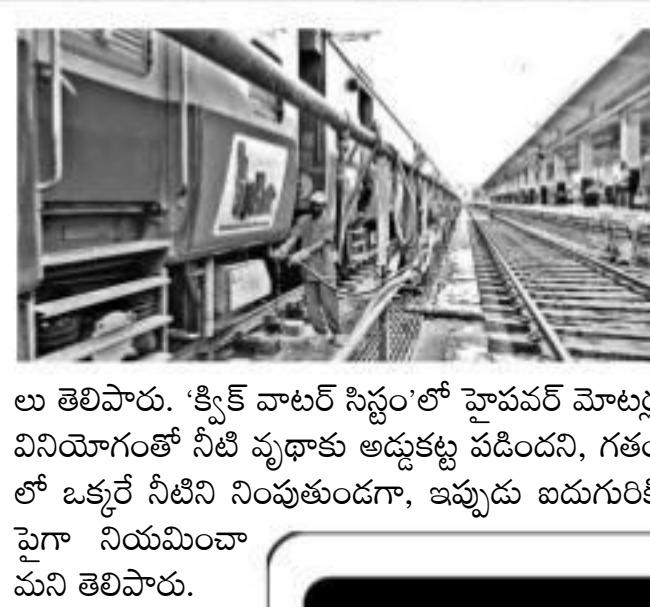 లు తెలిపారు. ‘క్విక్ వాటర్ సిస్టం’లో హైపవర్ మోటర్ల
వినియోగంతో నీటి వృథాకు అడ్డుకట్ట పడిందని, గతం
లో ఒక్కరే నీటిని నింపుతుండగా, ఇప్పుడు ఐదుగురికి
పైగా నియమించా
మని తెలిపారు.